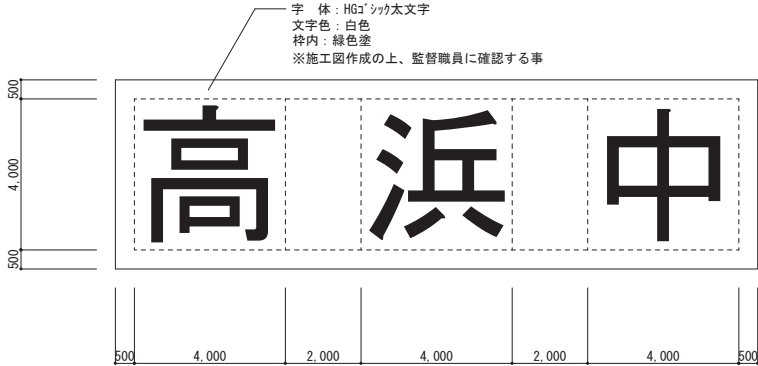 字　体：HGｺﾞｼｯｸ太文字
文字色：白色
枠内：緑色塗
※施工図作成の上、監督職員に確認する事
高 浜 中
500
4,000
500
500 4,000 2,000 4,000 2,000 4,000 500